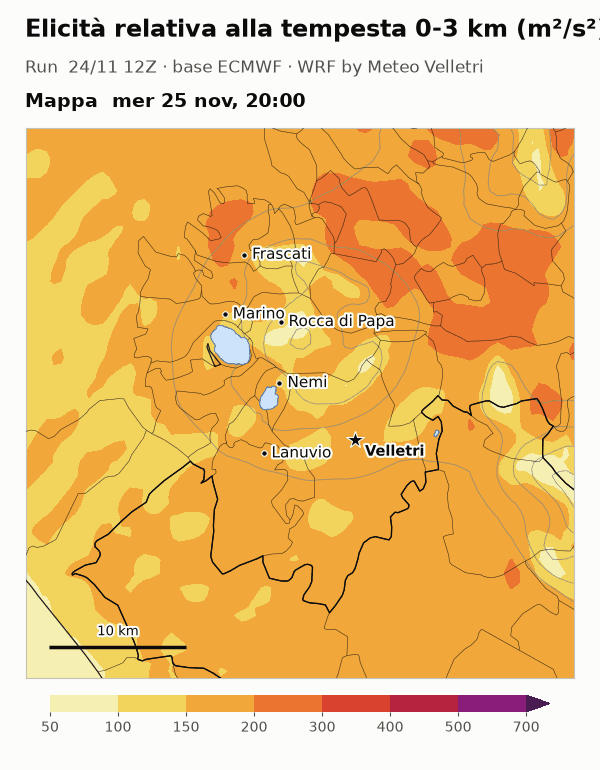 Elicità relativa alla tempesta 0-3 km (m²/s²)
Run  24/11 12Z · base ECMWF · WRF by Meteo Velletri
Mappa  mer 25 nov, 20:00
Frascati
Marino
Rocca di Papa
Nemi
Velletri
Lanuvio
10 km
50 100 150 200 300 400 500 700